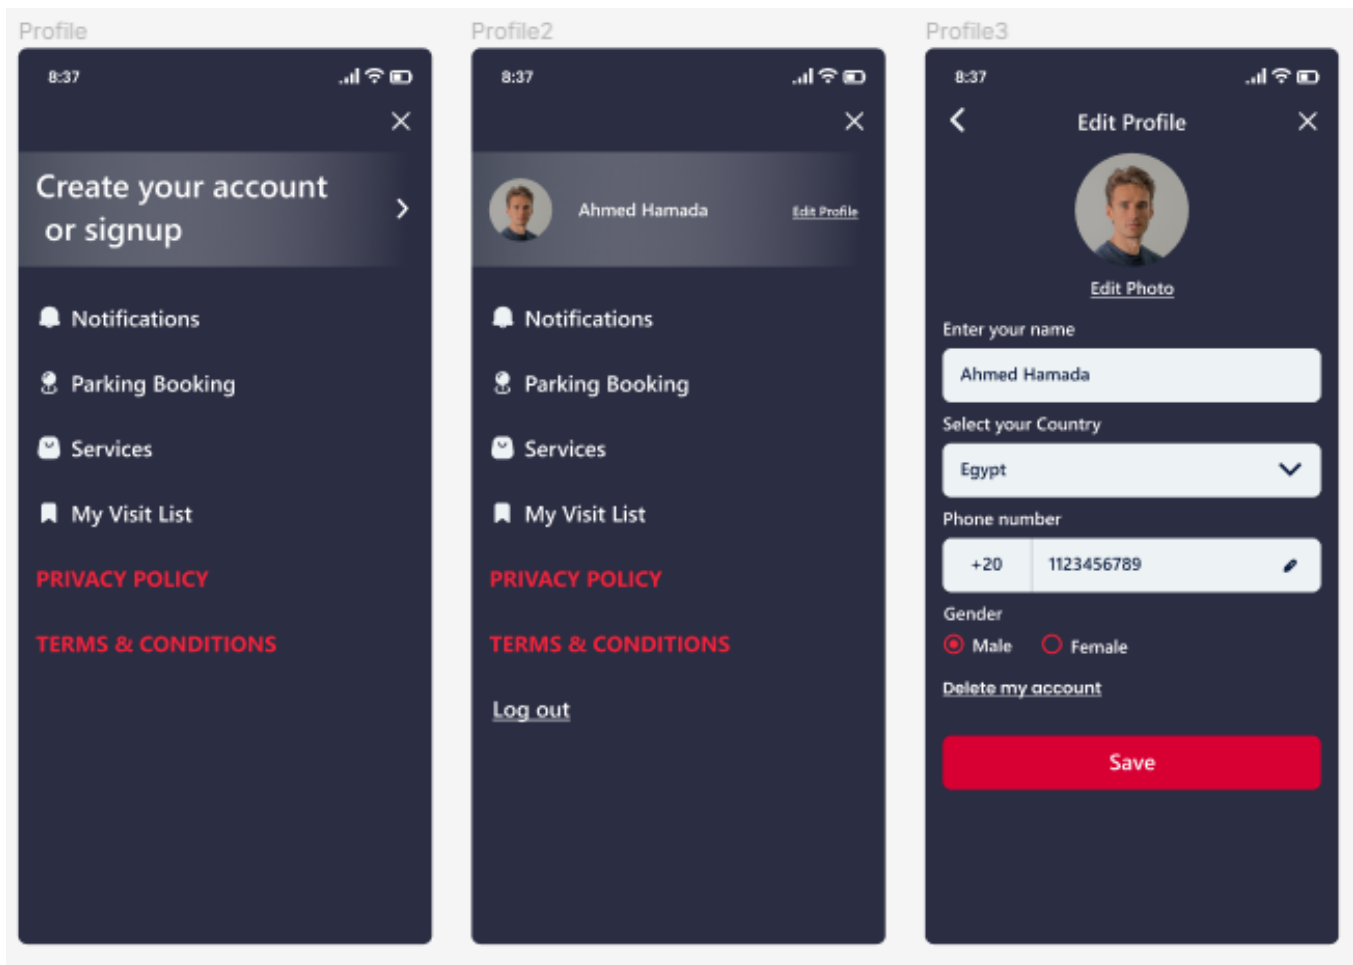 Profile
8:37
Create your account
or signup
Notifications
Parking Booking
Services
My Visit List
PRIVACY POLICY
TERMS & CONDITIONS
Profile2
8:37
Ahmed Hamada
Edit Profile
Notifications
Parking Booking
Services
My Visit List
PRIVACY POLICY
TERMS & CONDITIONS
Log out
Profile3
8:37
Edit Profile
Edit Photo
Enter your name
Ahmed Hamada
Select your Country
Egypt
Phone number
+20 1123456789
Gender
Male Female
Delete my account
Save